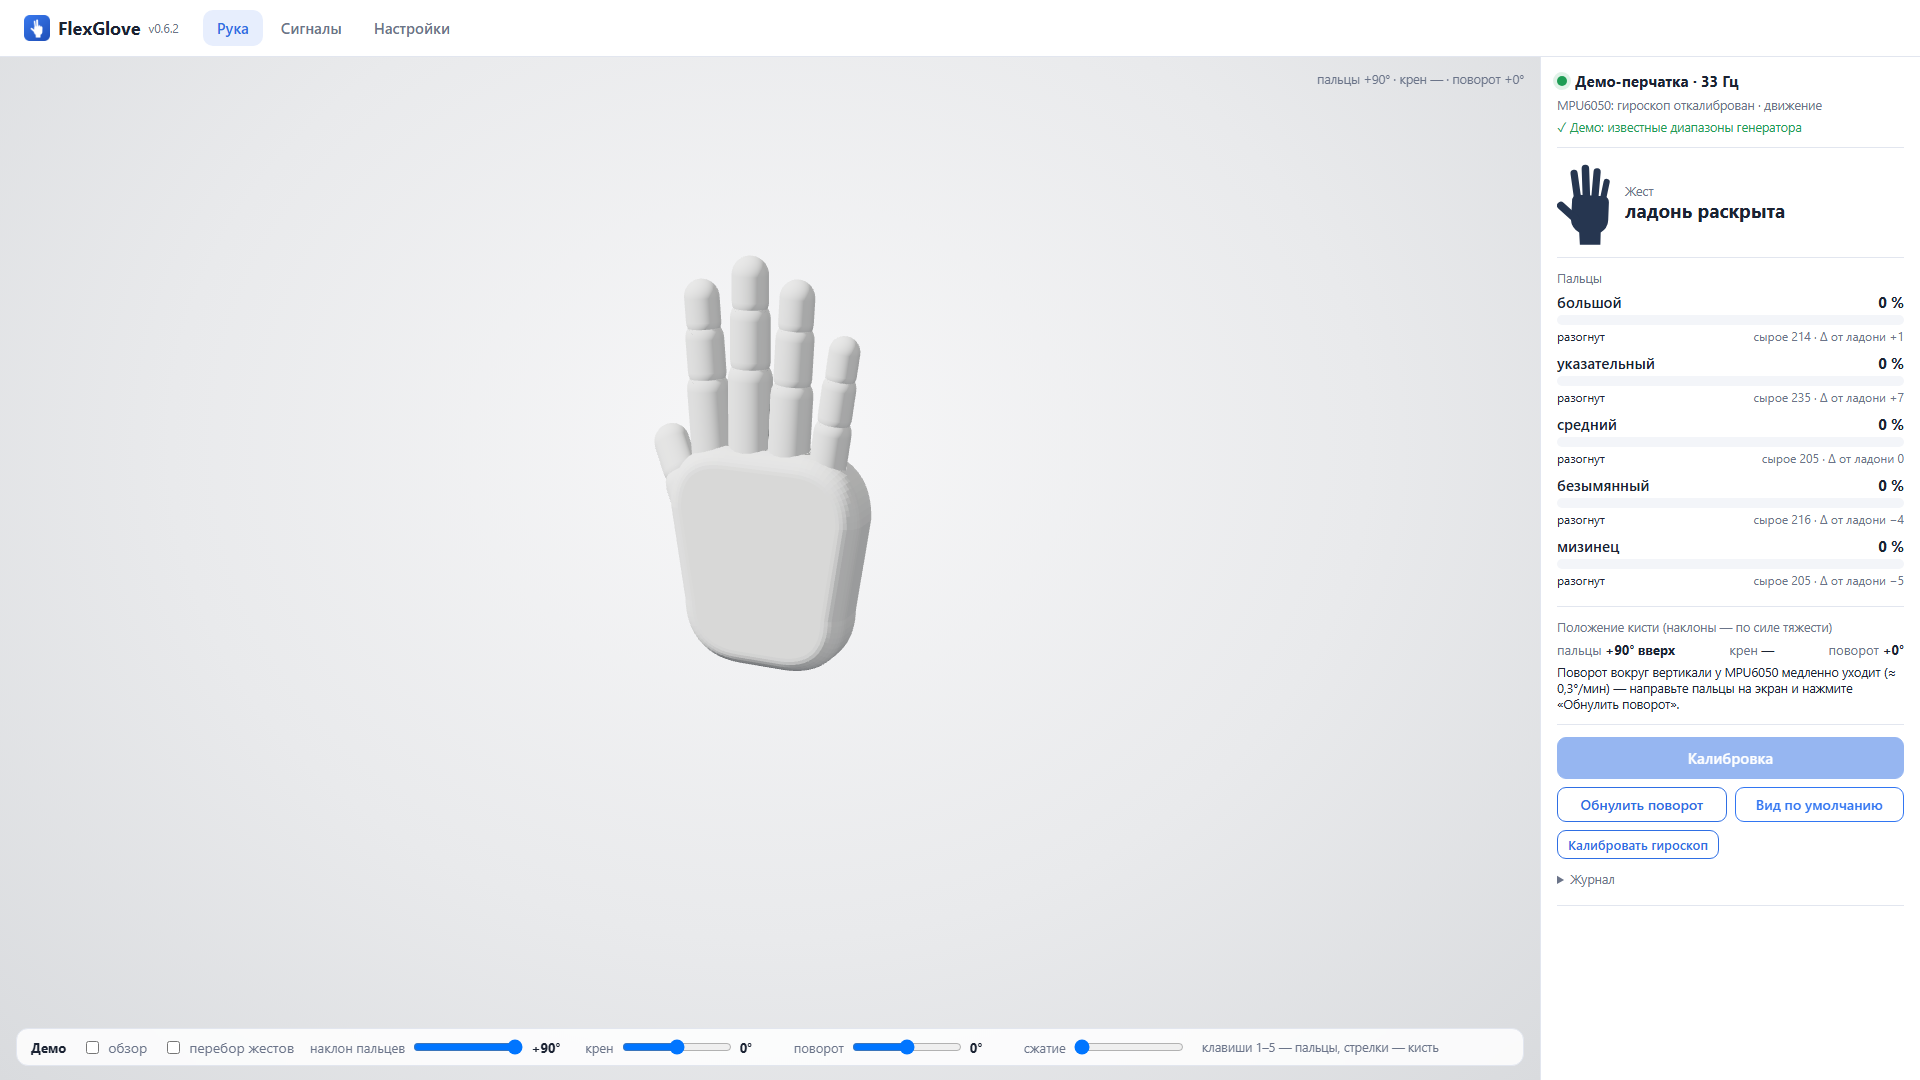 FlexGlove v0.6.2 Рука Сигналы Настройки
пальцы +90° · крен — · поворот +0°
Демо-перчатка · 33 Гц
MPU6050: гироскоп откалиброван · движение
✓ Демо: известные диапазоны генератора
Жест
ладонь раскрыта
Пальцы
большой 0 %
разогнут сырое 214 · Δ от ладони +1
указательный 0 %
разогнут сырое 235 · Δ от ладони +7
средний 0 %
разогнут сырое 205 · Δ от ладони 0
безымянный 0 %
разогнут сырое 216 · Δ от ладони −4
мизинец 0 %
разогнут сырое 205 · Δ от ладони −5
Положение кисти (наклоны — по силе тяжести)
пальцы +90° вверх крен — поворот +0°
Поворот вокруг вертикали у MPU6050 медленно уходит (≈
0,3°/мин) — направьте пальцы на экран и нажмите
«Обнулить поворот».
Калибровка
Обнулить поворот Вид по умолчанию
Калибровать гироскоп
Журнал
Демо обзор перебор жестов наклон пальцев +90° крен 0° поворот 0° сжатие клавиши 1–5 — пальцы, стрелки — кисть